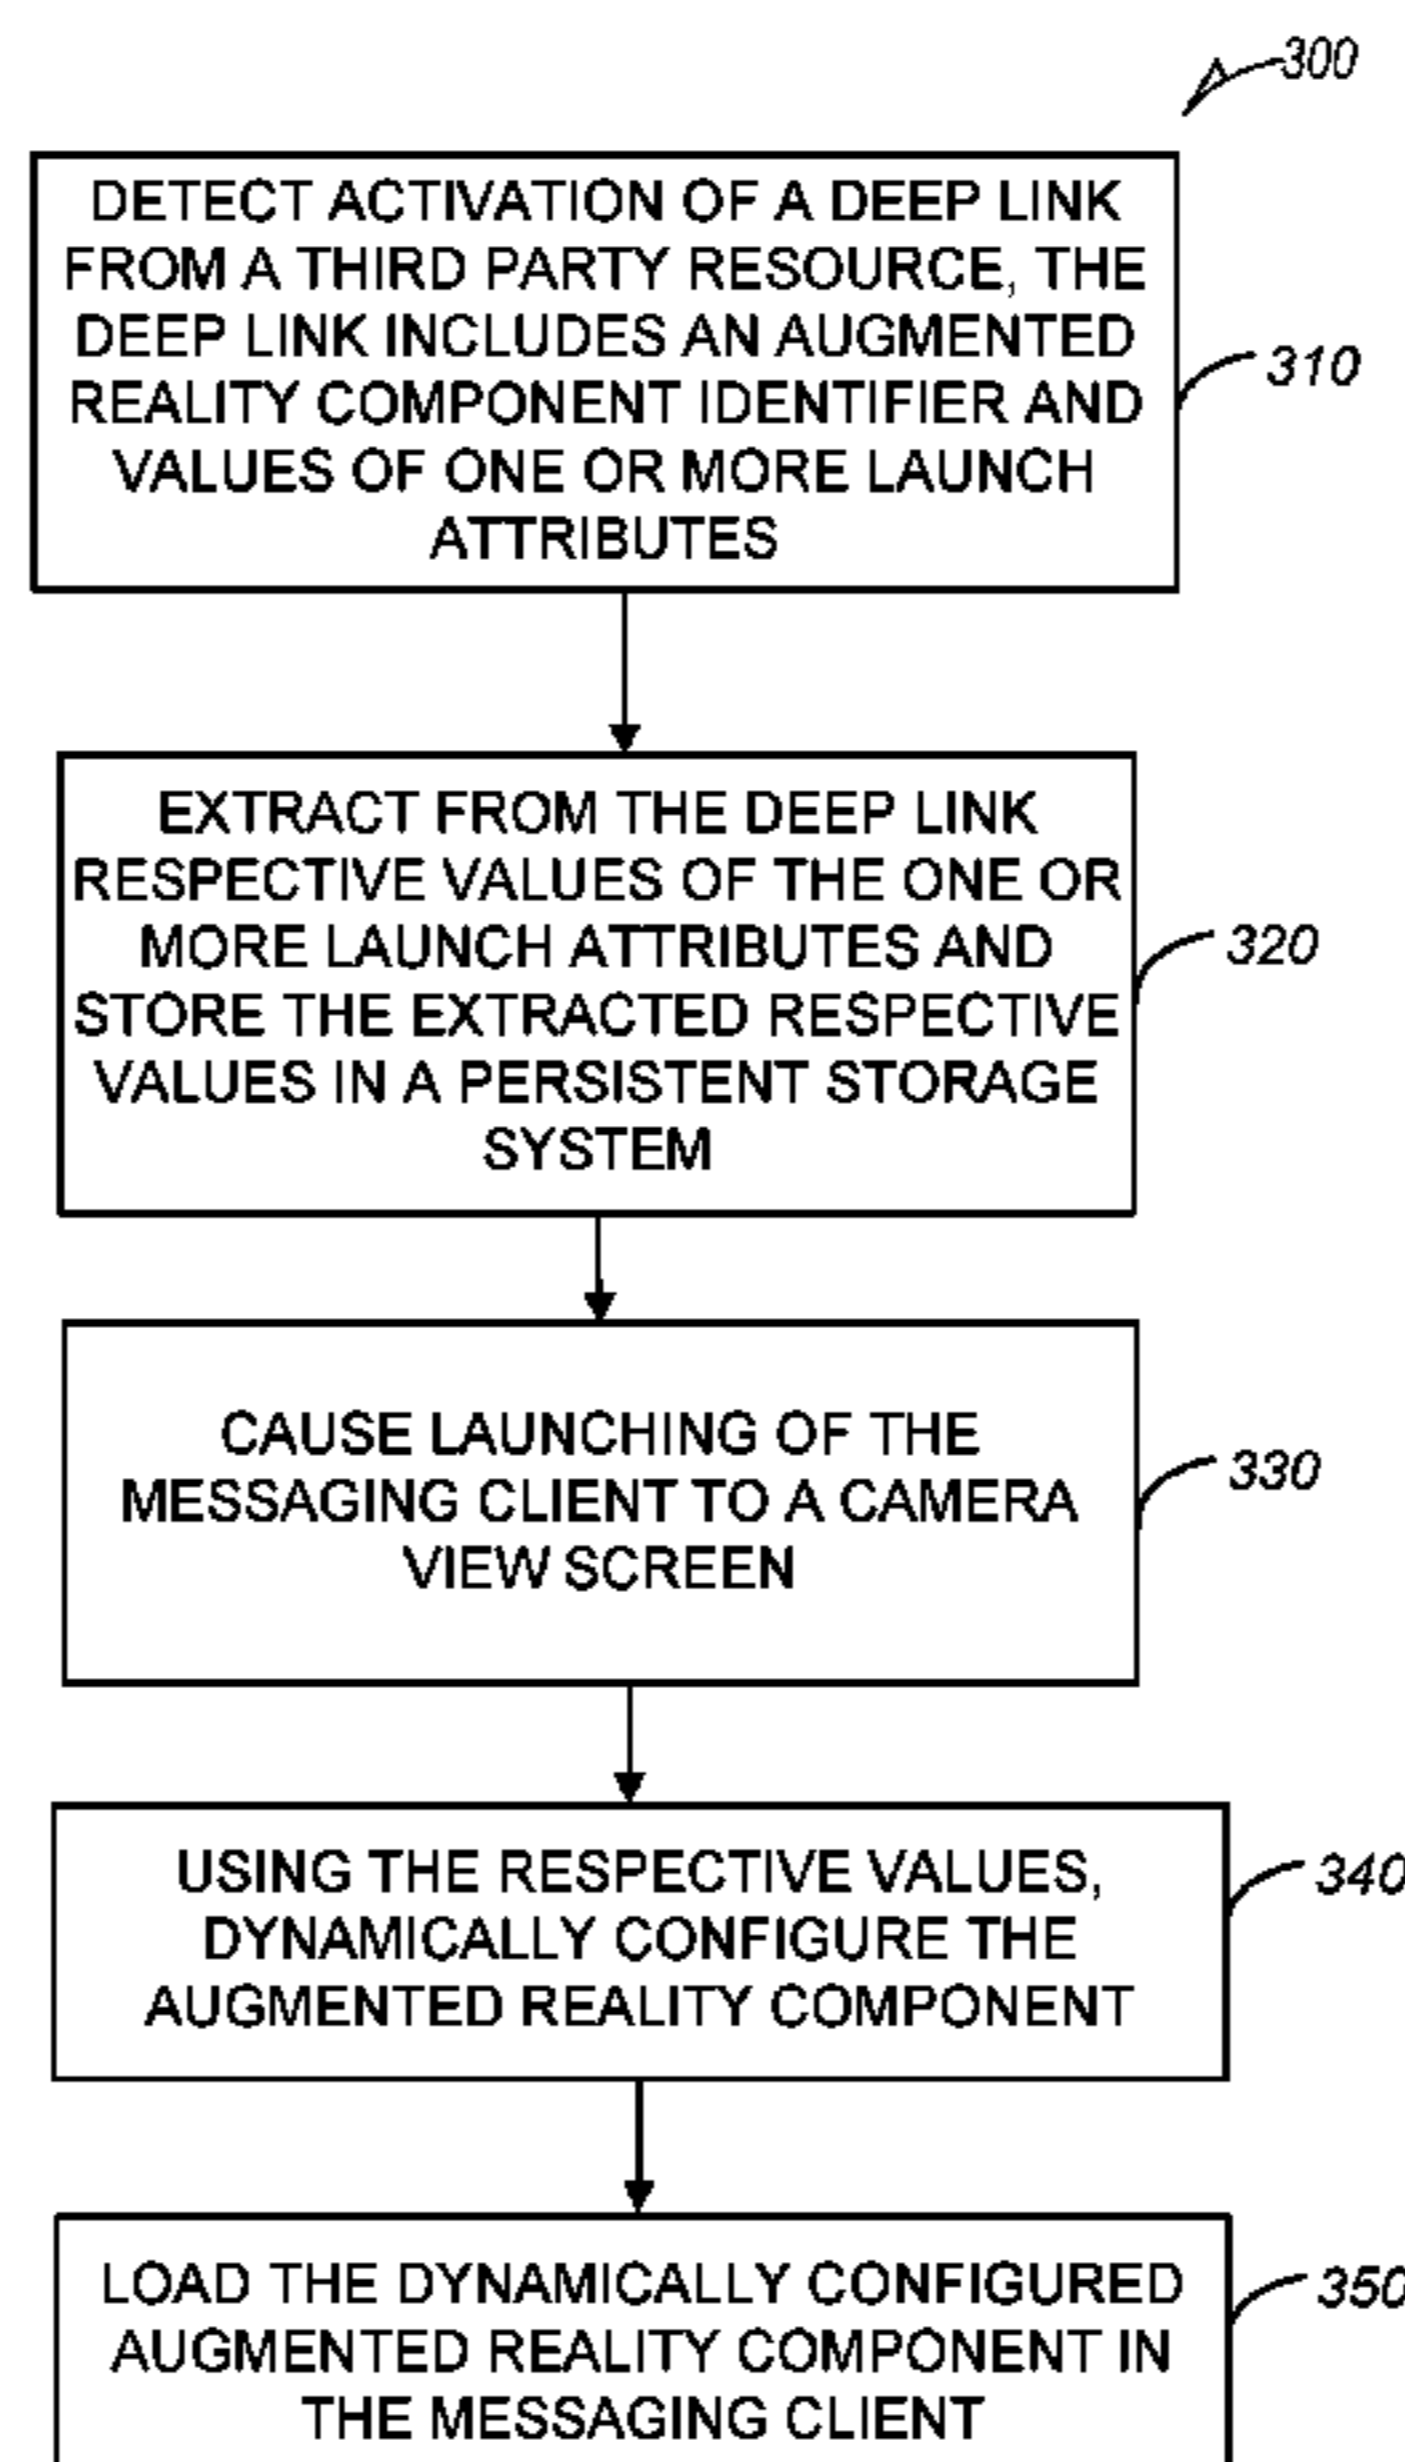 300
DETECT ACTIVATION OF A DEEP LINK
FROM A THIRD PARTY RESOURCE, THE
DEEP LINK INCLUDES AN AUGMENTED
REALITY COMPONENT IDENTIFIER AND
VALUES OF ONE OR MORE LAUNCH
ATTRIBUTES
310
EXTRACT FROM THE DEEP LINK
RESPECTIVE VALUES OF THE ONE OR
MORE LAUNCH ATTRIBUTES AND
STORE THE EXTRACTED RESPECTIVE
VALUES IN A PERSISTENT STORAGE
SYSTEM
320
CAUSE LAUNCHING OF THE
MESSAGING CLIENT TO A CAMERA
VIEW SCREEN
330
USING THE RESPECTIVE VALUES,
DYNAMICALLY CONFIGURE THE
AUGMENTED REALITY COMPONENT
340
LOAD THE DYNAMICALLY CONFIGURED
AUGMENTED REALITY COMPONENT IN
THE MESSAGING CLIENT
350